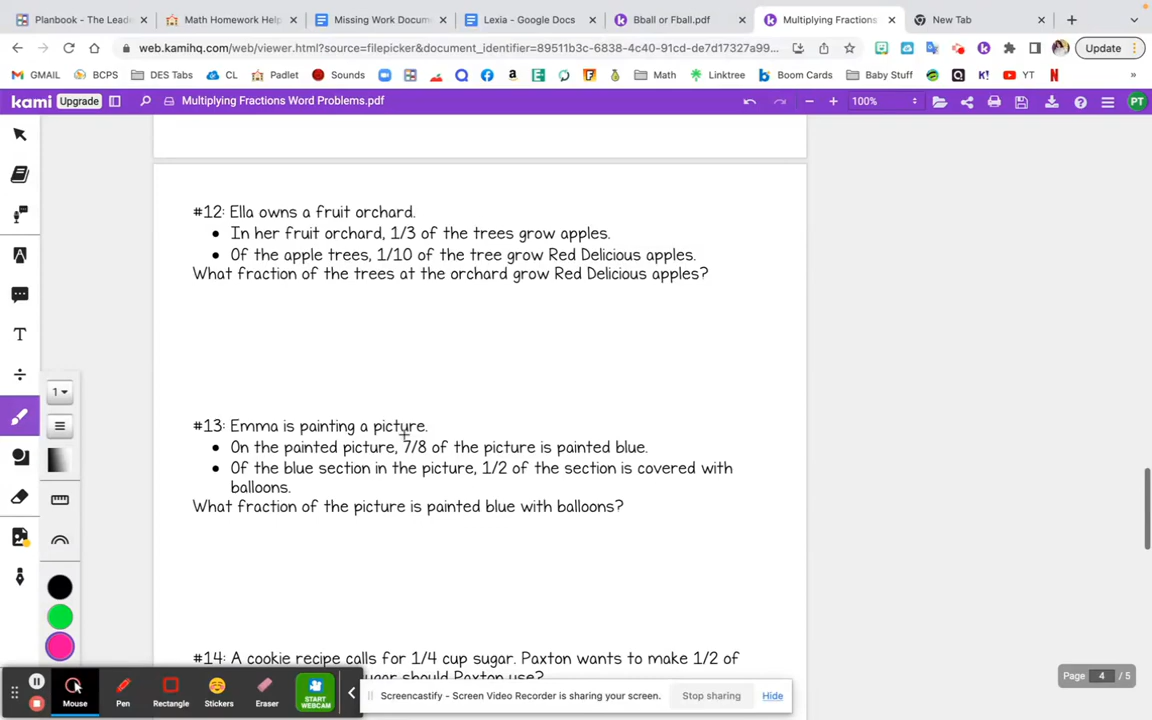 Planbook - The Leade
Math Homework Help
Missing Work Docum
Lexia - Google Docs
Bball or Fball.pdf
Multiplying Fractions
New Tab
web.kamihq.com/web/viewer.html?source=filepicker&document_identifier=89511b3c-6838-4c40-91cd-de7d17327a99...
Update
GMAIL
BCPS
DES Tabs
CL
Padlet
Sounds
Math
Linktree
Boom Cards
Baby Stuff
K!
YT
»
kami
Upgrade
Multiplying Fractions Word Problems.pdf
100%
PT
#12: Ella owns a fruit orchard.
• In her fruit orchard, 1/3 of the trees grow apples.
• Of the apple trees, 1/10 of the tree grow Red Delicious apples.
What fraction of the trees at the orchard grow Red Delicious apples?
#13: Emma is painting a picture.
• On the painted picture, 7/8 of the picture is painted blue.
• Of the blue section in the picture, 1/2 of the section is covered with
balloons.
What fraction of the picture is painted blue with balloons?
#14: A cookie recipe calls for 1/4 cup sugar. Paxton wants to make 1/2 of
should Paxton use?
1
Page 4 / 5
Mouse
Pen
Rectangle
Stickers
Eraser
START
WEBCAM
Screencastify - Screen Video Recorder is sharing your screen.
Stop sharing
Hide